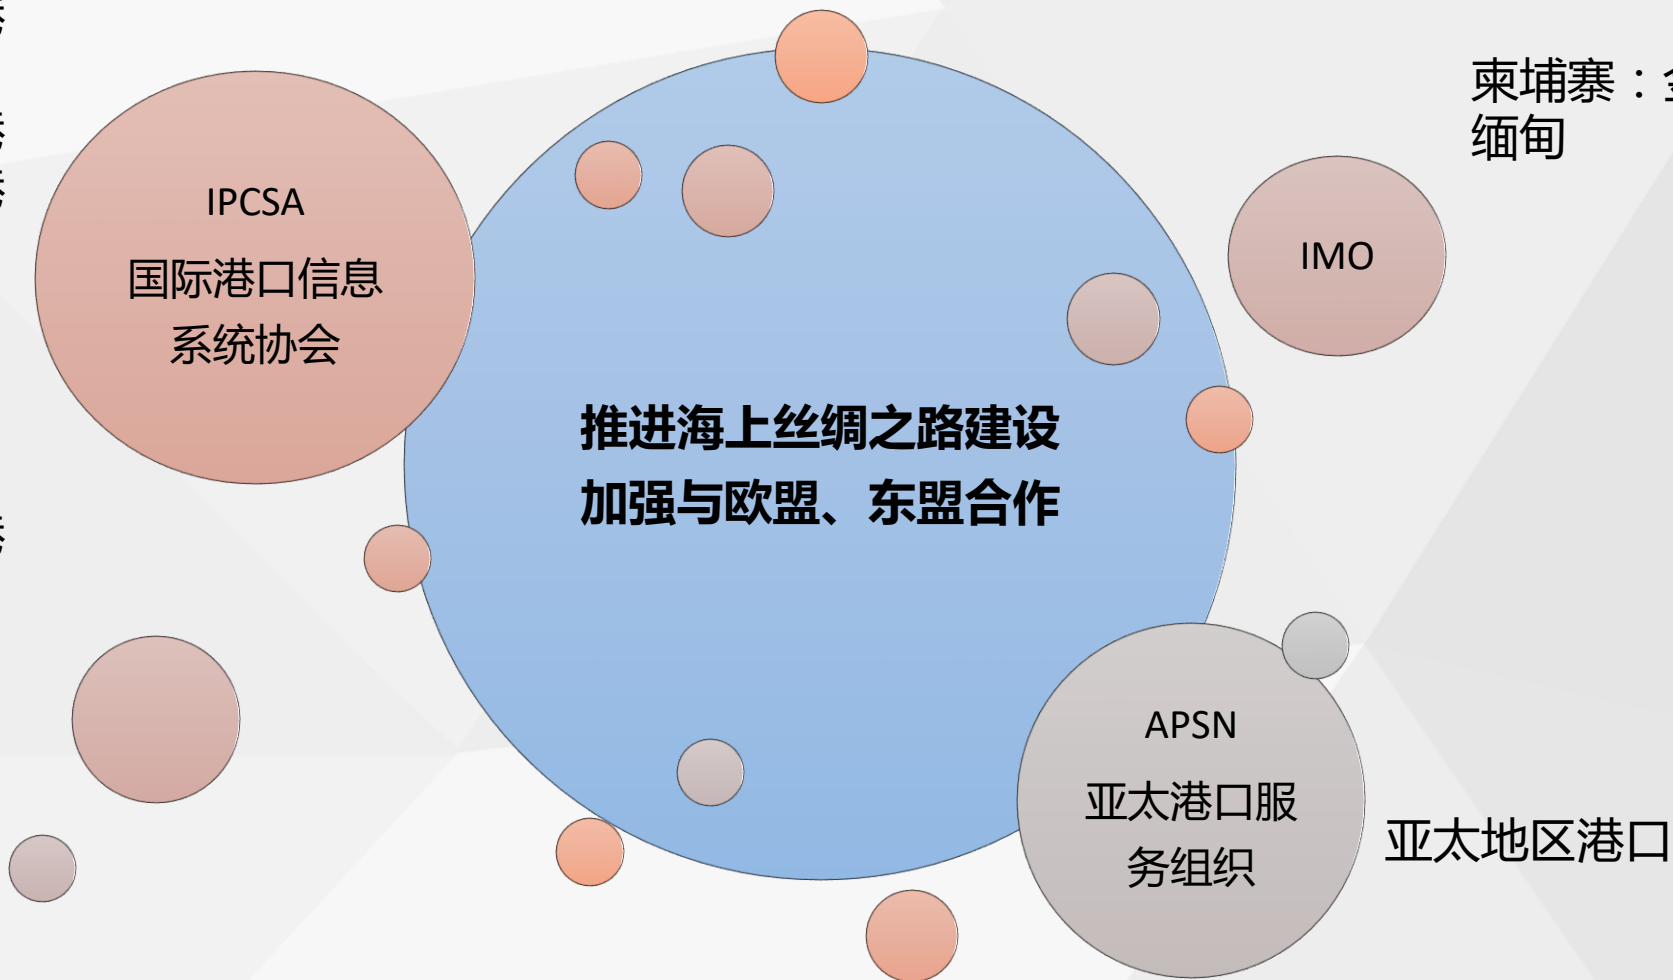 柬埔寨：
缅甸
IPCSA
国际港口信息
系统协会
IMO
推进海上丝绸之路建设
加强与欧盟、东盟合作
APSN
亚太港口服
务组织
亚太地区港口